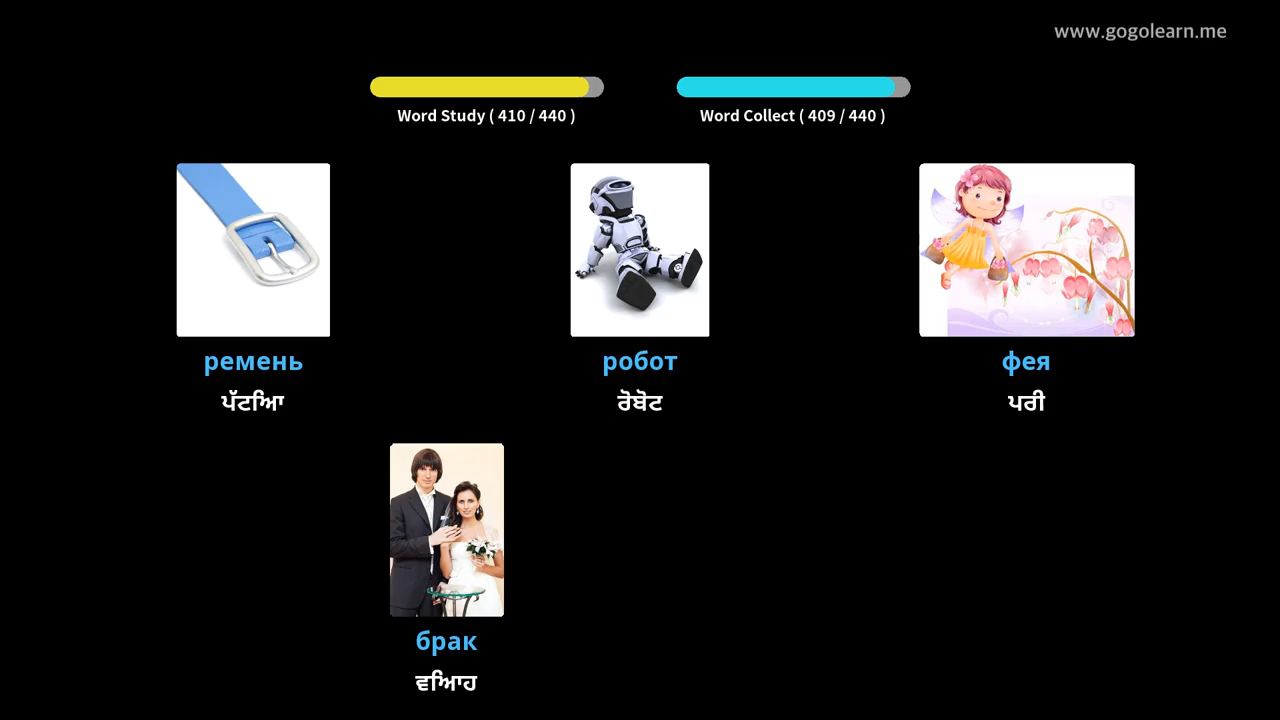 www.gogolearn.me
Word Study ( 410 / 440 )
Word Collect ( 409 / 440 )
ремень
робот
фея
ਪੱਟਿਆ
ਰੋਬੋਟ
ਪਰੀ
брак
ਵਿਆਹ